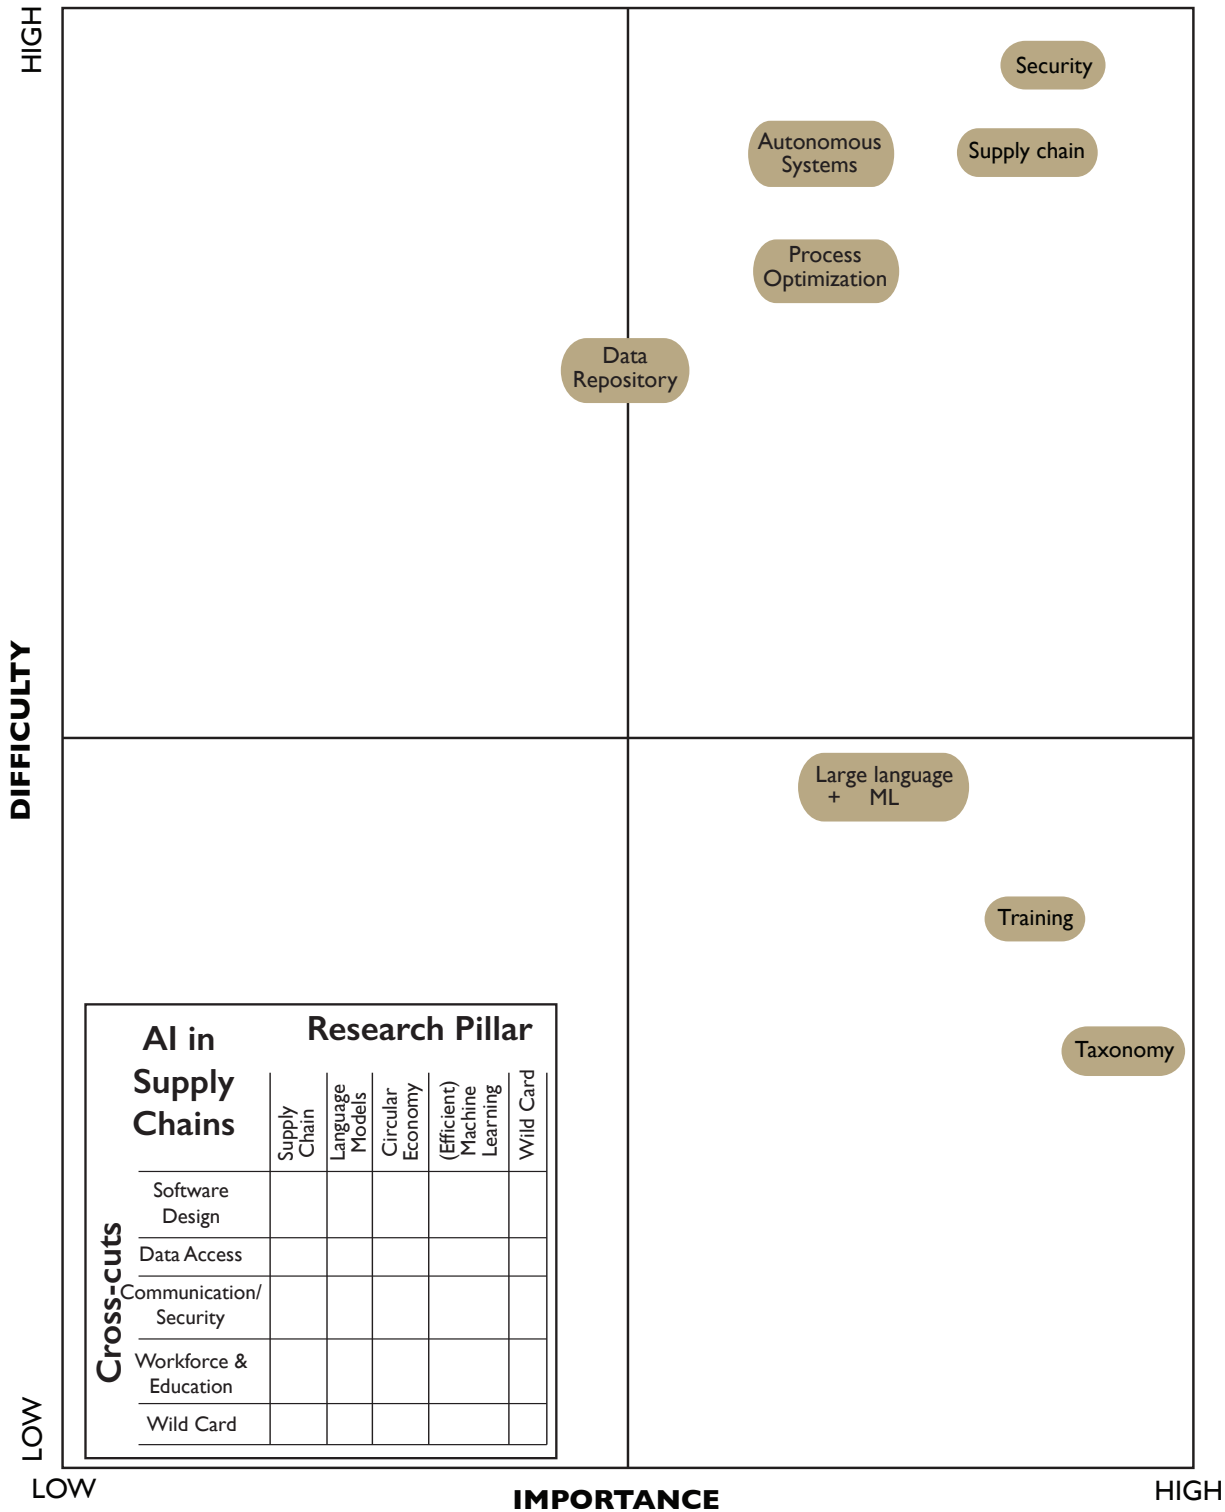 HIGH
Security
Autonomous
Systems
Supply chain
Process
Optimization
Data
Repository
DIFFICULTY
Large language
+ ML
Training
Taxonomy
AI in
Supply
Chains
Research Pillar
Supply
Chain
Language
Models
Circular
Economy
(Efficient)
Machine
Learning
Wild Card
Cross-cuts
Software
Design
Data Access
Communication/
Security
Workforce &
Education
Wild Card
LOW
LOW
IMPORTANCE
HIGH